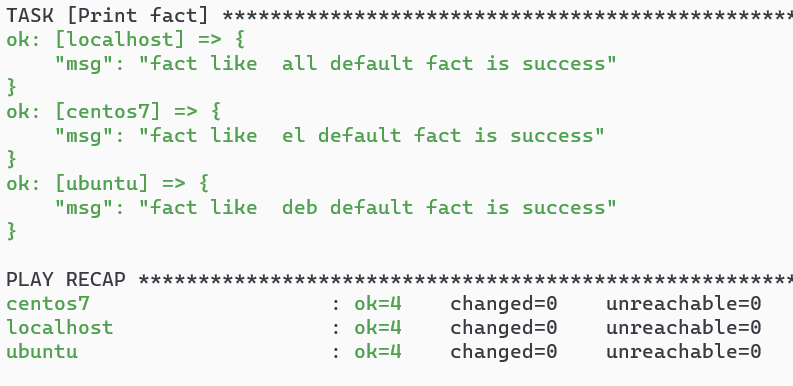 TASK [Print fact] ************************************************
ok: [localhost] => {
    "msg": "fact like  all default fact is success"
}
ok: [centos7] => {
    "msg": "fact like  el default fact is success"
}
ok: [ubuntu] => {
    "msg": "fact like  deb default fact is success"
}
PLAY RECAP *******************************************************
centos7                    : ok=4    changed=0    unreachable=0
localhost                  : ok=4    changed=0    unreachable=0
ubuntu                     : ok=4    changed=0    unreachable=0